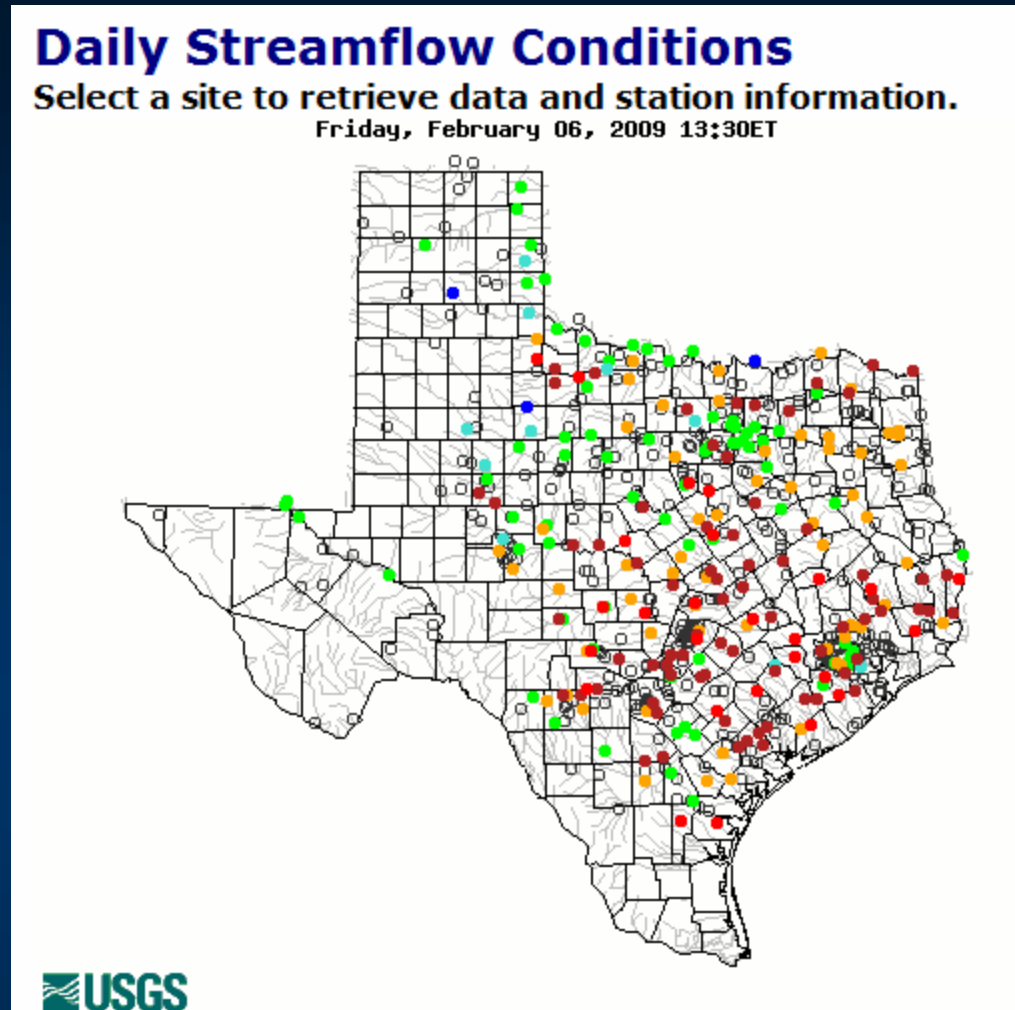 Daily Streamflow Conditions
Select a site to retrieve data and station information.
Friday, February 06, 2009 13:30ET
USGS